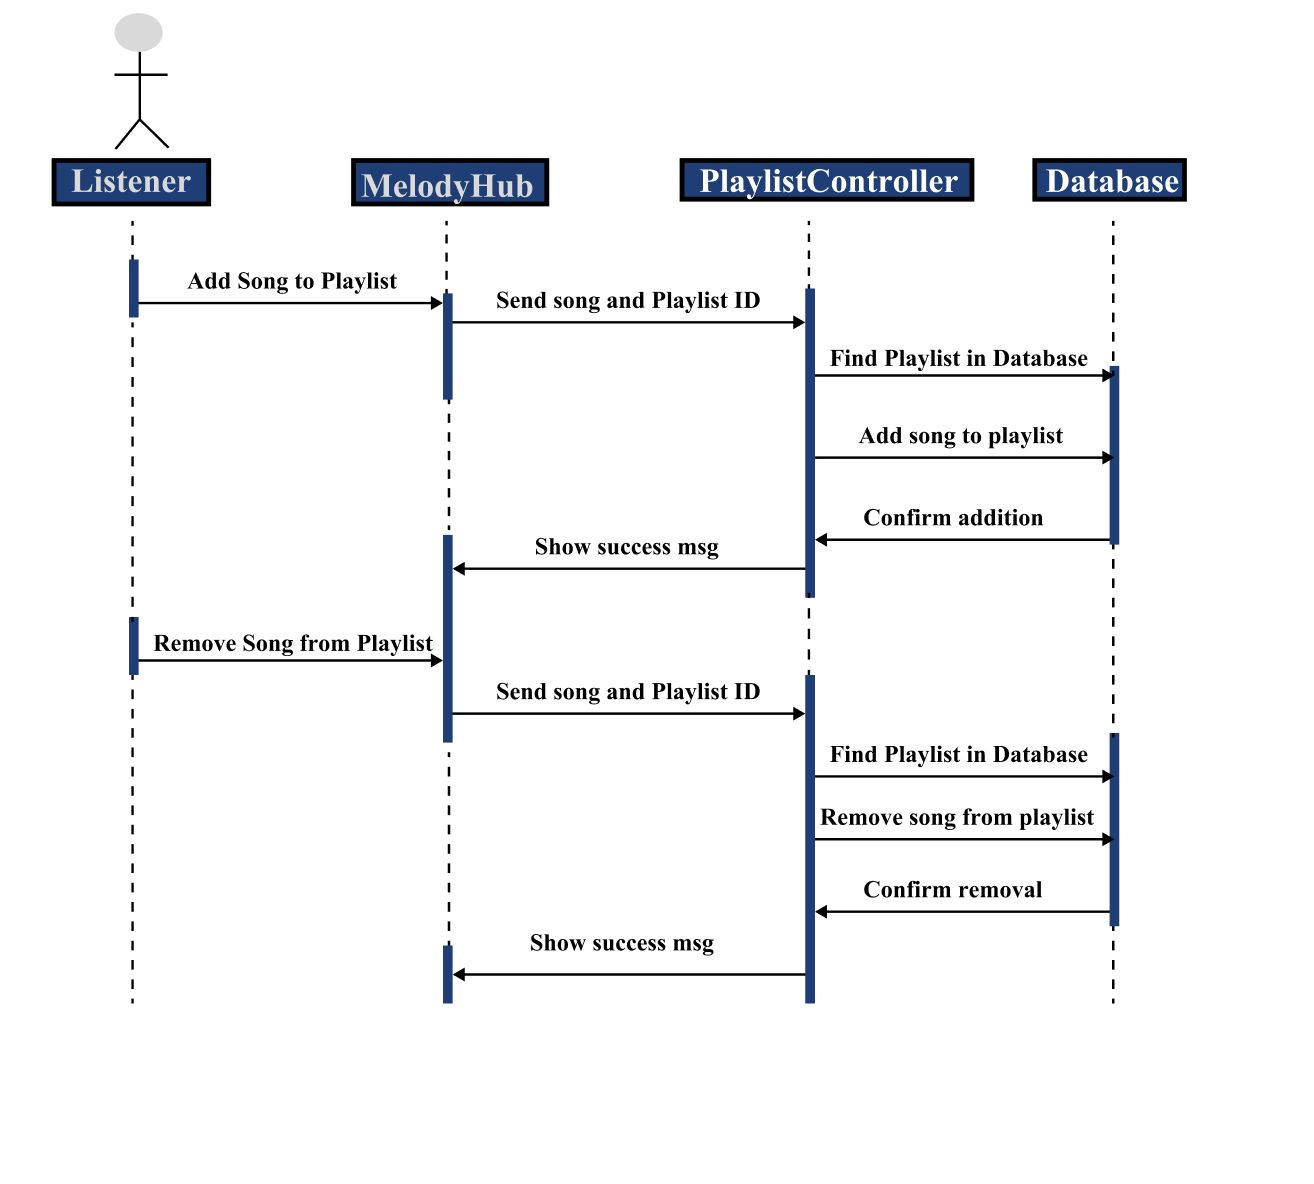 Listener
MelodyHub
PlaylistController
Database
Add Song to Playlist
Send song and Playlist ID
Find Playlist in Database
Add song to playlist
Confirm addition
Show success msg
Remove Song from Playlist
Send song and Playlist ID
Find Playlist in Database
Remove song from playlist
Confirm removal
Show success msg